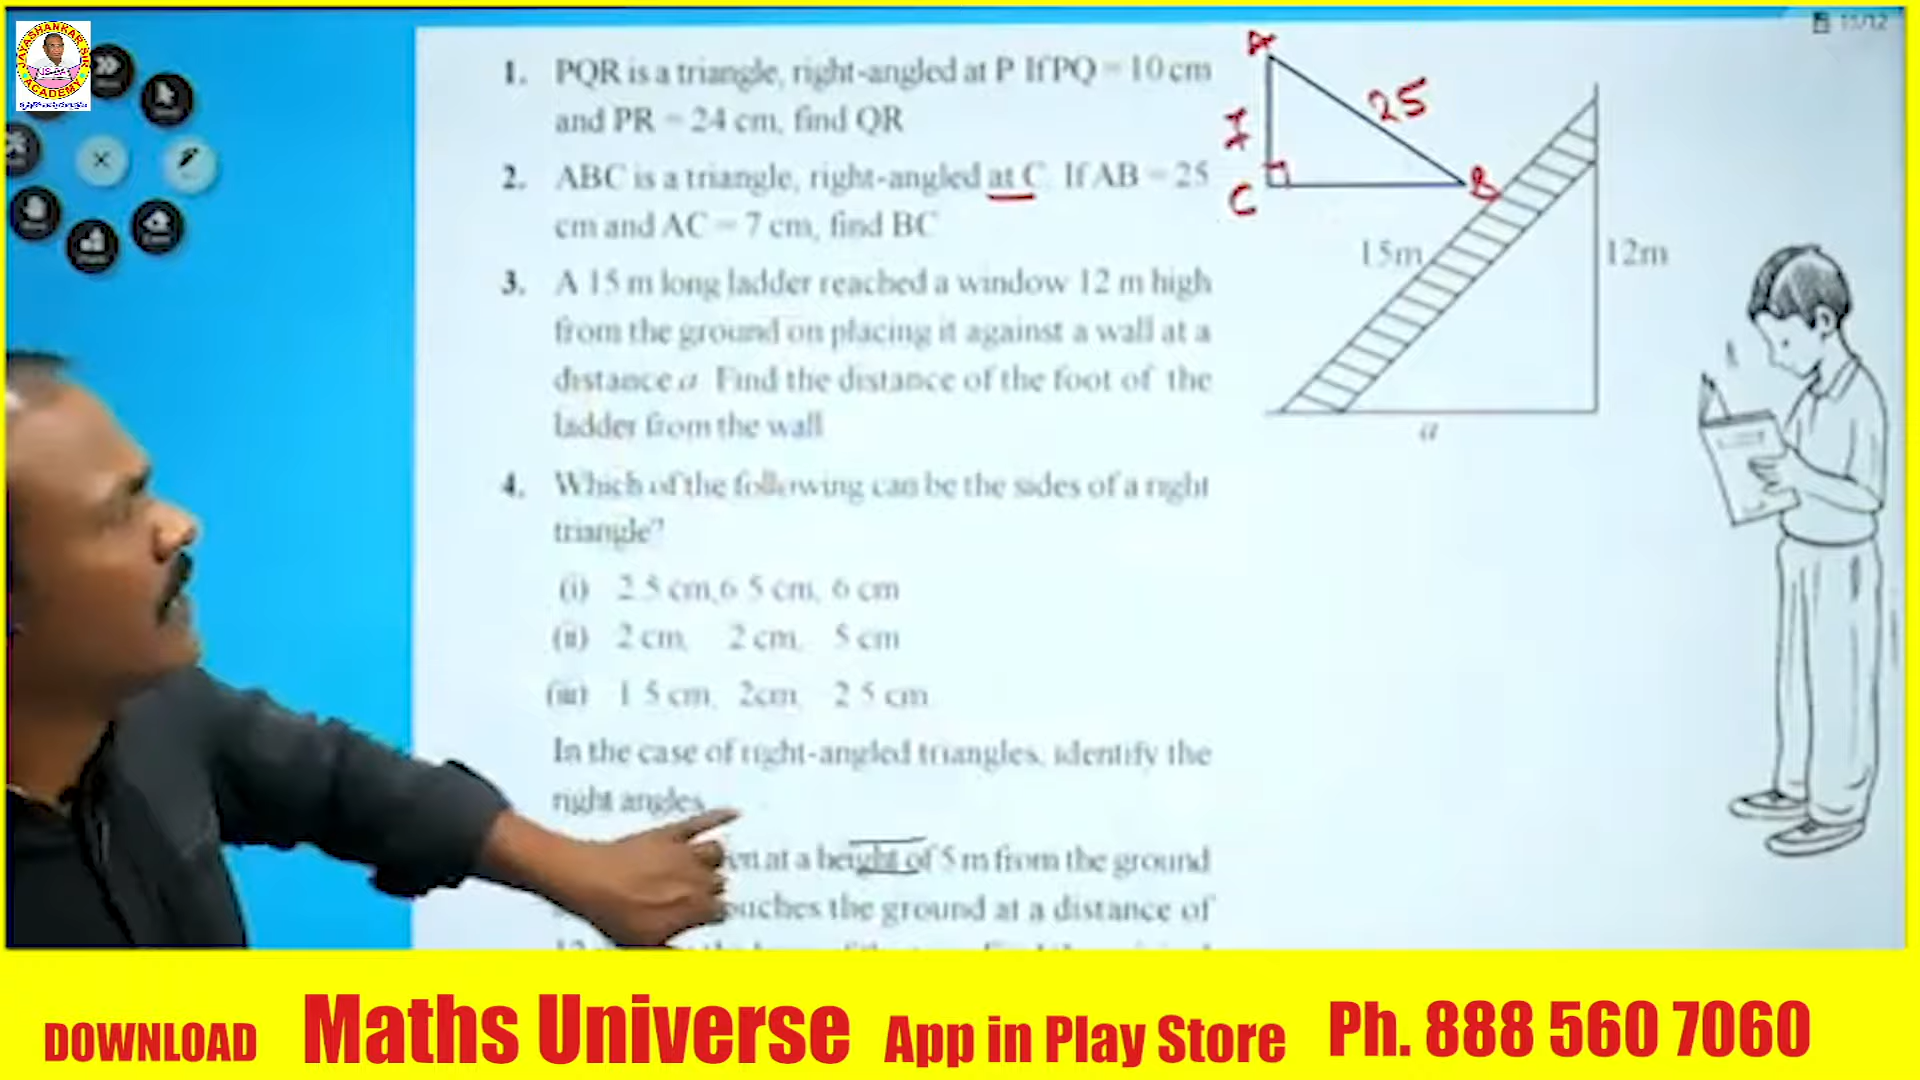 JAYASHANKAR SIR
ACADEMY
11/12
1. PQR is a triangle, right-angled at P. If PQ = 10 cm
and PR = 24 cm, find QR
2. ABC is a triangle, right-angled at C. If AB = 25
cm and AC = 7 cm, find BC
A
25
7
C
B
3. A 15 m long ladder reached a window 12 m high
from the ground on placing it against a wall at a
distance a. Find the distance of the foot of the
ladder from the wall
15m
12m
a
4. Which of the following can be the sides of a right
triangle?
(i) 2.5 cm, 6.5 cm, 6 cm
(ii) 2 cm, 2 cm, 5 cm
(iii) 1.5 cm, 2cm, 2.5 cm
In the case of right-angled triangles, identify the
right angles.
at a height of 5 m from the ground
touches the ground at a distance of
DOWNLOAD Maths Universe App in Play Store Ph. 888 560 7060